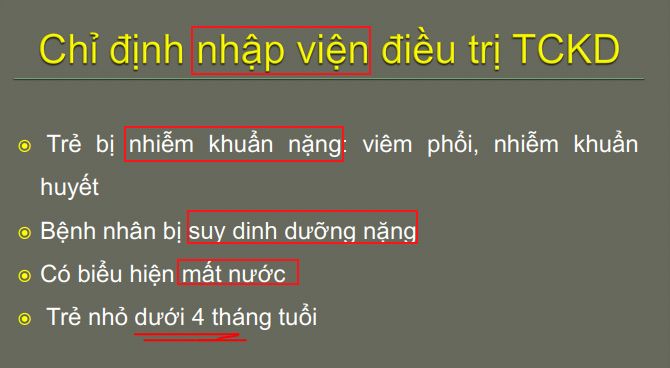 Chỉ định nhập viện điều trị TCKD
Trẻ bị nhiễm khuẩn nặng: viêm phổi, nhiễm khuẩn
huyết
Bệnh nhân bị suy dinh dưỡng nặng
Có biểu hiện mất nước
Trẻ nhỏ dưới 4 tháng tuổi